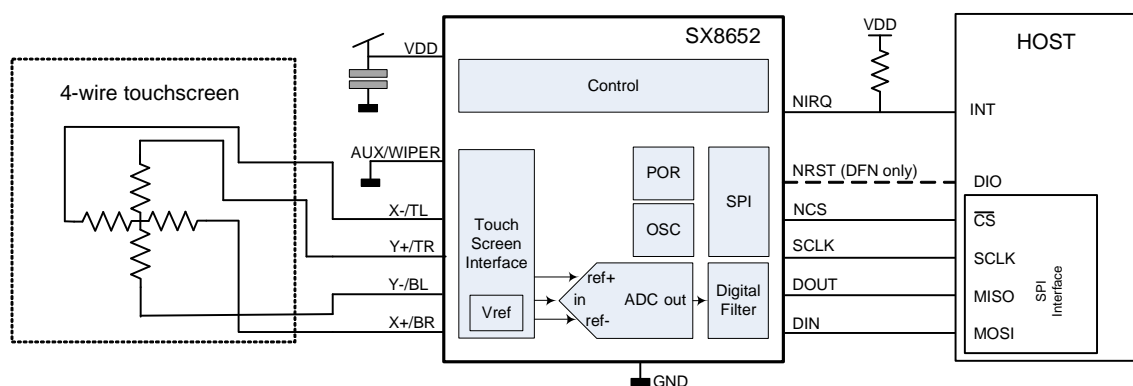 4-wire touchscreen
VDD
AUX/WIPER
X-/TL
Y+/TR
Y-/BL
X+/BR
SX8652
Control
Touch
Screen
Interface
Vref
POR
OSC
SPI
ref+
in
ref-
ADC out
Digital
Filter
GND
VDD
NIRQ
NRST (DFN only)
NCS
SCLK
DOUT
DIN
HOST
INT
DIO
CS
SCLK
MISO
MOSI
SPI
Interface